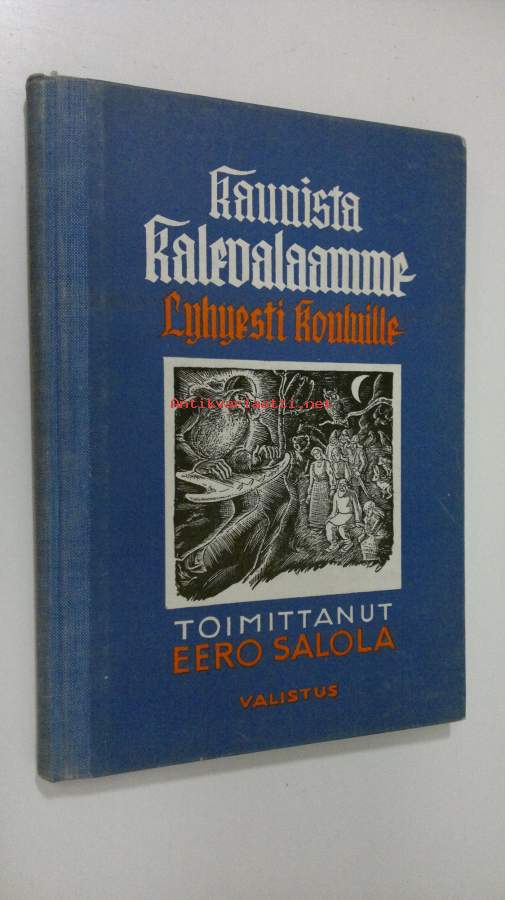 Kaunista
Kalevalaamme
Lyhyesti kouluille
Antikvariaatti.net
TOIMITTANUT
EERO SALOLA
VALISTUS